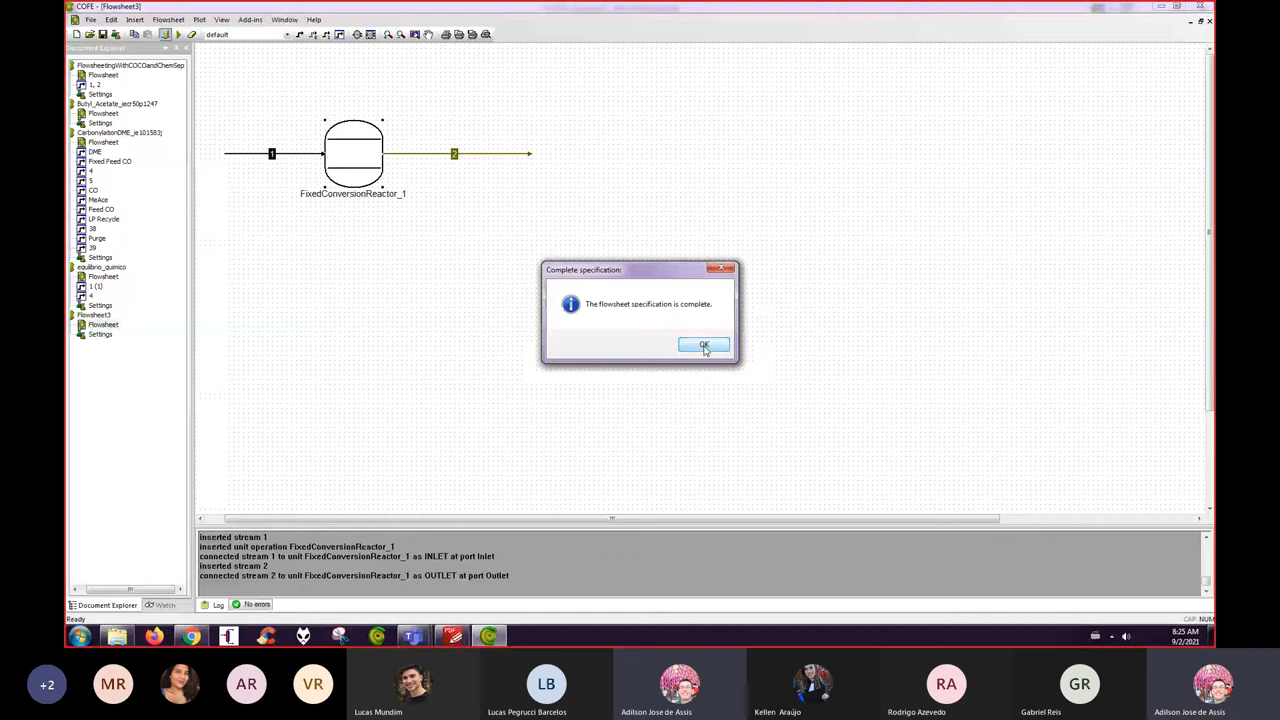 COFE - [Flowsheet3]
File Edit Insert Flowsheet Plot View Add-ins Window Help
default
Document Explorer
FlowsheetingWithCOCOandChemSep
Flowsheet
1, 2
Settings
Butyl_Acetate_iecr50p1247
Flowsheet
Settings
CarbonylationDME_ie101583j
Flowsheet
DME
Fixed Feed CO
4
5
CO
MeAce
Feed CO
LP Recycle
38
Purge
39
Settings
equlibrio_quimico
Flowsheet
1 (1)
4
Settings
Flowsheet3
Flowsheet
Settings
1
2
FixedConversionReactor_1
Complete specification:
The flowsheet specification is complete.
OK
inserted stream 1
inserted unit operation FixedConversionReactor_1
connected stream 1 to unit FixedConversionReactor_1 as INLET at port Inlet
inserted stream 2
connected stream 2 to unit FixedConversionReactor_1 as OUTLET at port Outlet
Document Explorer Watch
Log No errors
Ready
CAP NUM
8:25 AM
9/2/2021
+2
MR
AR
VR
Lucas Mundim
LB
Lucas Pegrucci Barcelos
Adilson Jose de Assis
Kellen Araújo
RA
Rodrigo Azevedo
GR
Gabriel Reis
Adilson Jose de Assis